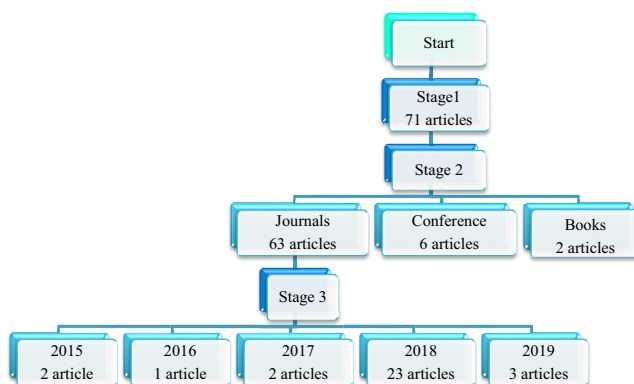 Start
Stage1
71 articles
Stage 2
Journals
63 articles
Conference
6 articles
Books
2 articles
Stage 3
2015
2 article
2016
1 article
2017
2 articles
2018
23 articles
2019
3 articles